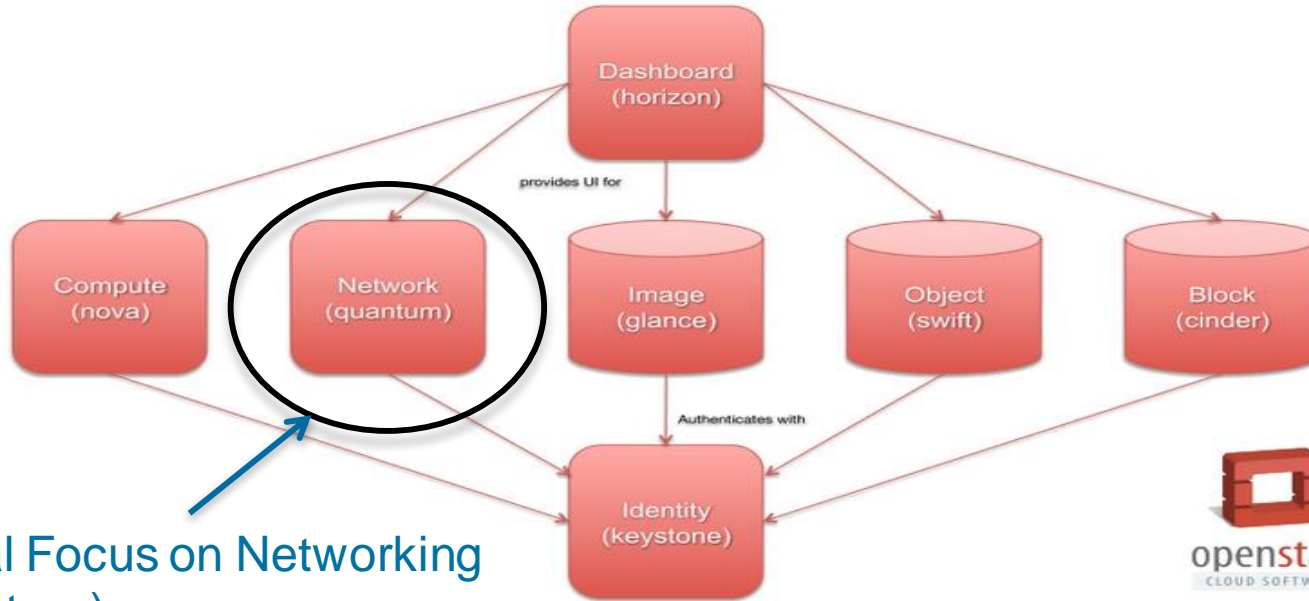 Dashboard
(horizon)
provides UI for
Compute
(nova)
Network
(quantum)
Image
(glance)
Object
(swift)
Block
(cinder)
Authenticates with
Identity
(keystone)
Focus on Networking
CLOUD